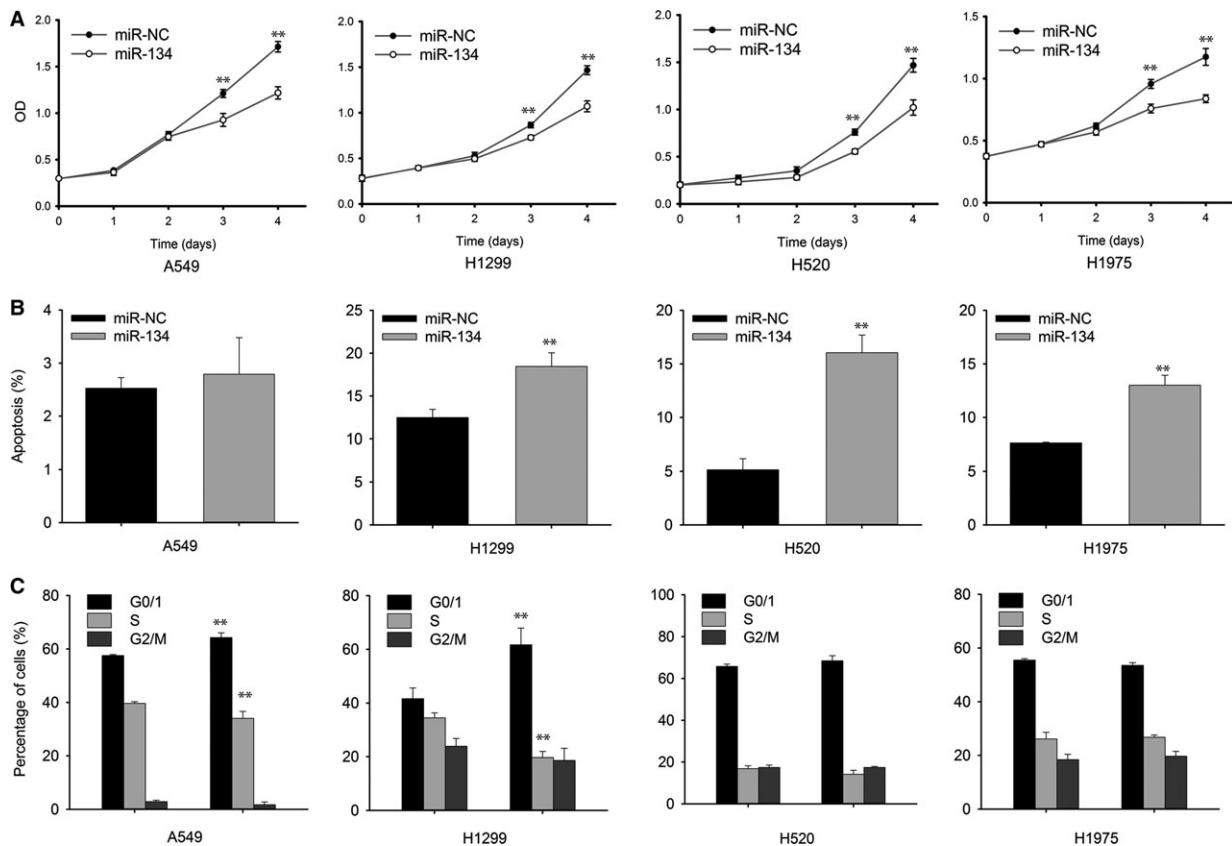 A
OD
2.0
1.5
1.0
0.5
0.0
miR-NC
miR-134
**
**
0 1 2 3 4
Time (days)
A549
2.0
1.5
1.0
0.5
0.0
miR-NC
miR-134
**
**
0 1 2 3 4
Time (days)
H1299
2.0
1.5
1.0
0.5
0.0
miR-NC
miR-134
**
**
0 1 2 3 4
Time (days)
H520
1.5
1.0
0.5
0.0
miR-NC
miR-134
**
**
0 1 2 3 4
Time (days)
H1975
B
Apoptosis (%)
4
3
2
1
0
miR-NC
miR-134
A549
25
20
15
10
5
0
miR-NC
miR-134
**
H1299
20
15
10
5
0
miR-NC
miR-134
**
H520
20
15
10
5
0
miR-NC
miR-134
**
H1975
C
Percentage of cells (%)
80
60
40
20
0
G0/1
S
G2/M
**
**
A549
80
60
40
20
0
G0/1
S
G2/M
**
**
H1299
100
80
60
40
20
0
G0/1
S
G2/M
H520
80
60
40
20
0
G0/1
S
G2/M
H1975